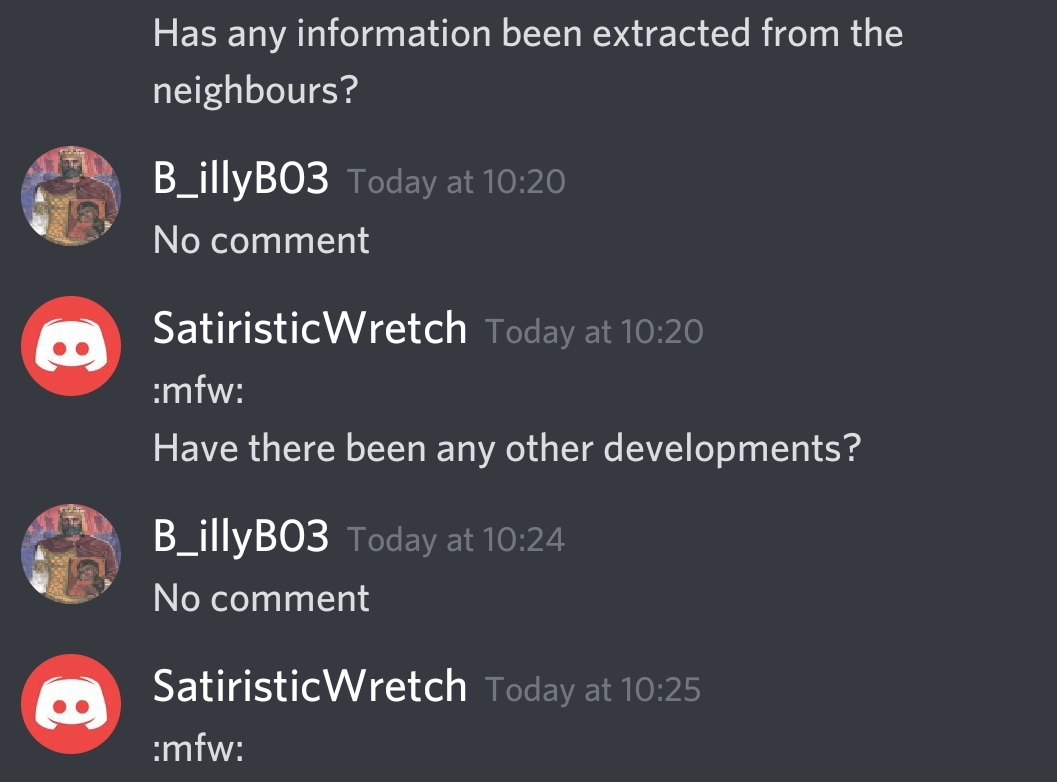 Has any information been extracted from the
neighbours?
B_illyB03 Today at 10:20
No comment
SatiristicWretch Today at 10:20
:mfw:
Have there been any other developments?
B_illyB03 Today at 10:24
No comment
SatiristicWretch Today at 10:25
:mfw: